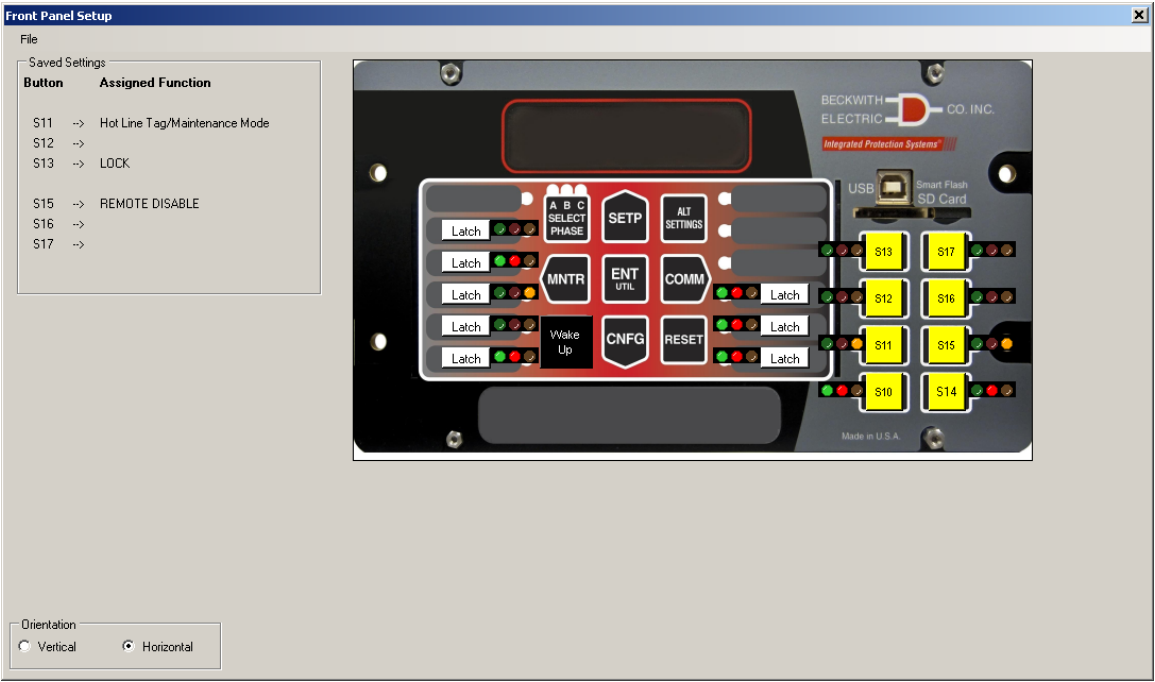 Front Panel Setup
File
Saved Settings
Button Assigned Function
S11 --> Hot Line Tag/Maintenance Mode
S12 -->
S13 --> LOCK
S15 --> REMOTE DISABLE
S16 -->
S17 -->
BECKWITH
ELECTRIC
CO. INC.
Integrated Protection Systems®
USB
Smart Flash
SD Card
A B C
SELECT
PHASE
SETP
ALT
SETTINGS
Latch
Latch
MNTR
ENT
UTIL
COMM
Latch
Latch
Latch
Wake
Up
CNFG
RESET
Latch
Latch
Latch
S13
S17
S12
S16
S11
S15
S10
S14
Made in U.S.A.
Orientation
Vertical
Horizontal